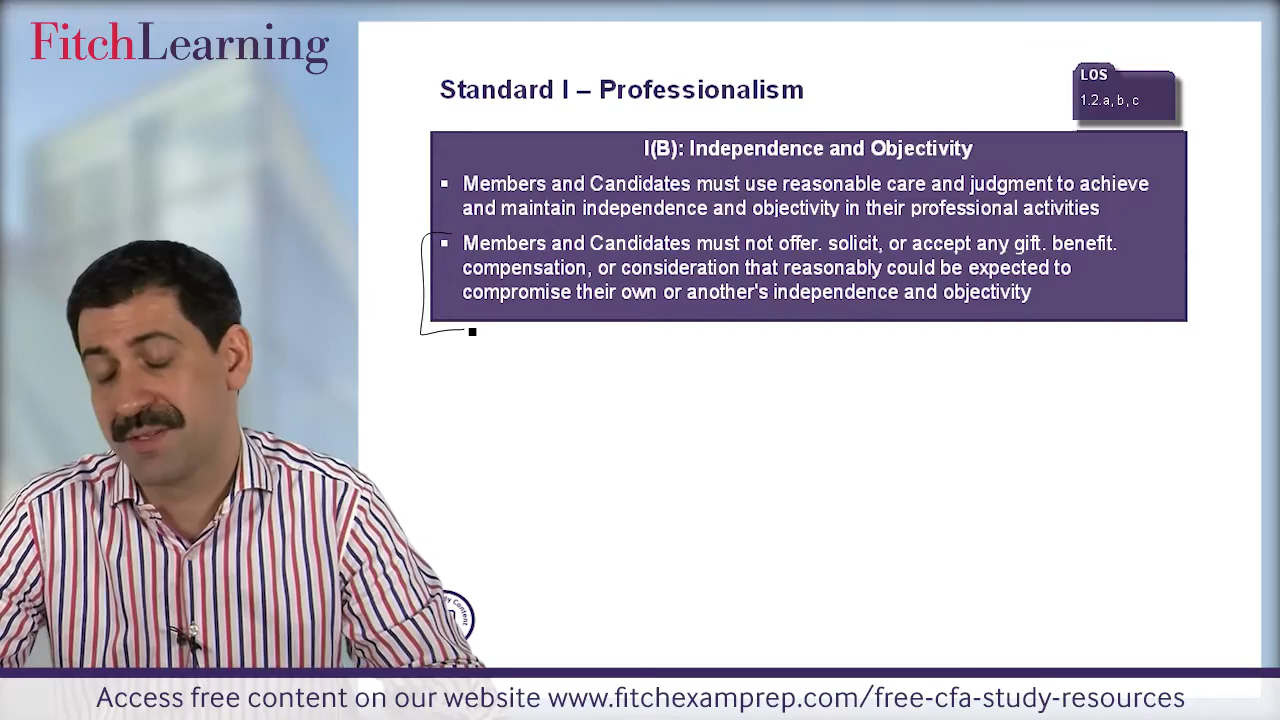 FitchLearning
Standard I – Professionalism
LOS
1.2.a, b, c
I(B): Independence and Objectivity
▪ Members and Candidates must use reasonable care and judgment to achieve
and maintain independence and objectivity in their professional activities
▪ Members and Candidates must not offer. solicit, or accept any gift. benefit.
compensation, or consideration that reasonably could be expected to
compromise their own or another's independence and objectivity
Content
Access free content on our website www.fitchexamprep.com/free-cfa-study-resources